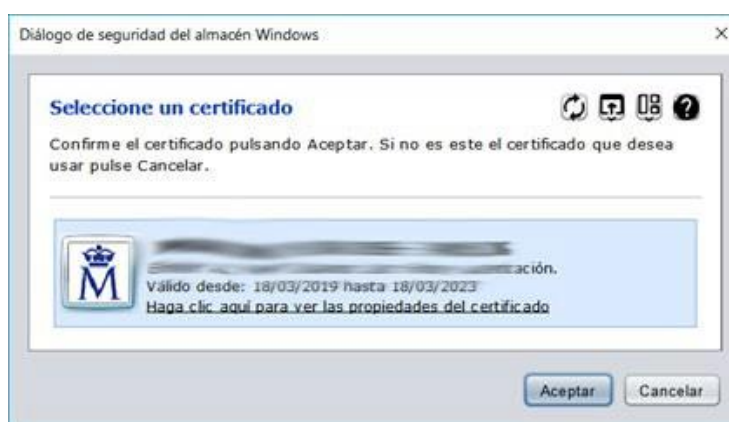 Diálogo de seguridad del almacén Windows
Seleccione un certificado
Confirme el certificado pulsando Aceptar. Si no es este el certificado que desea
usar pulse Cancelar.
M
ación.
Válido desde: 18/03/2019 hasta 18/03/2023
Haga clic aquí para ver las propiedades del certificado
Aceptar
Cancelar